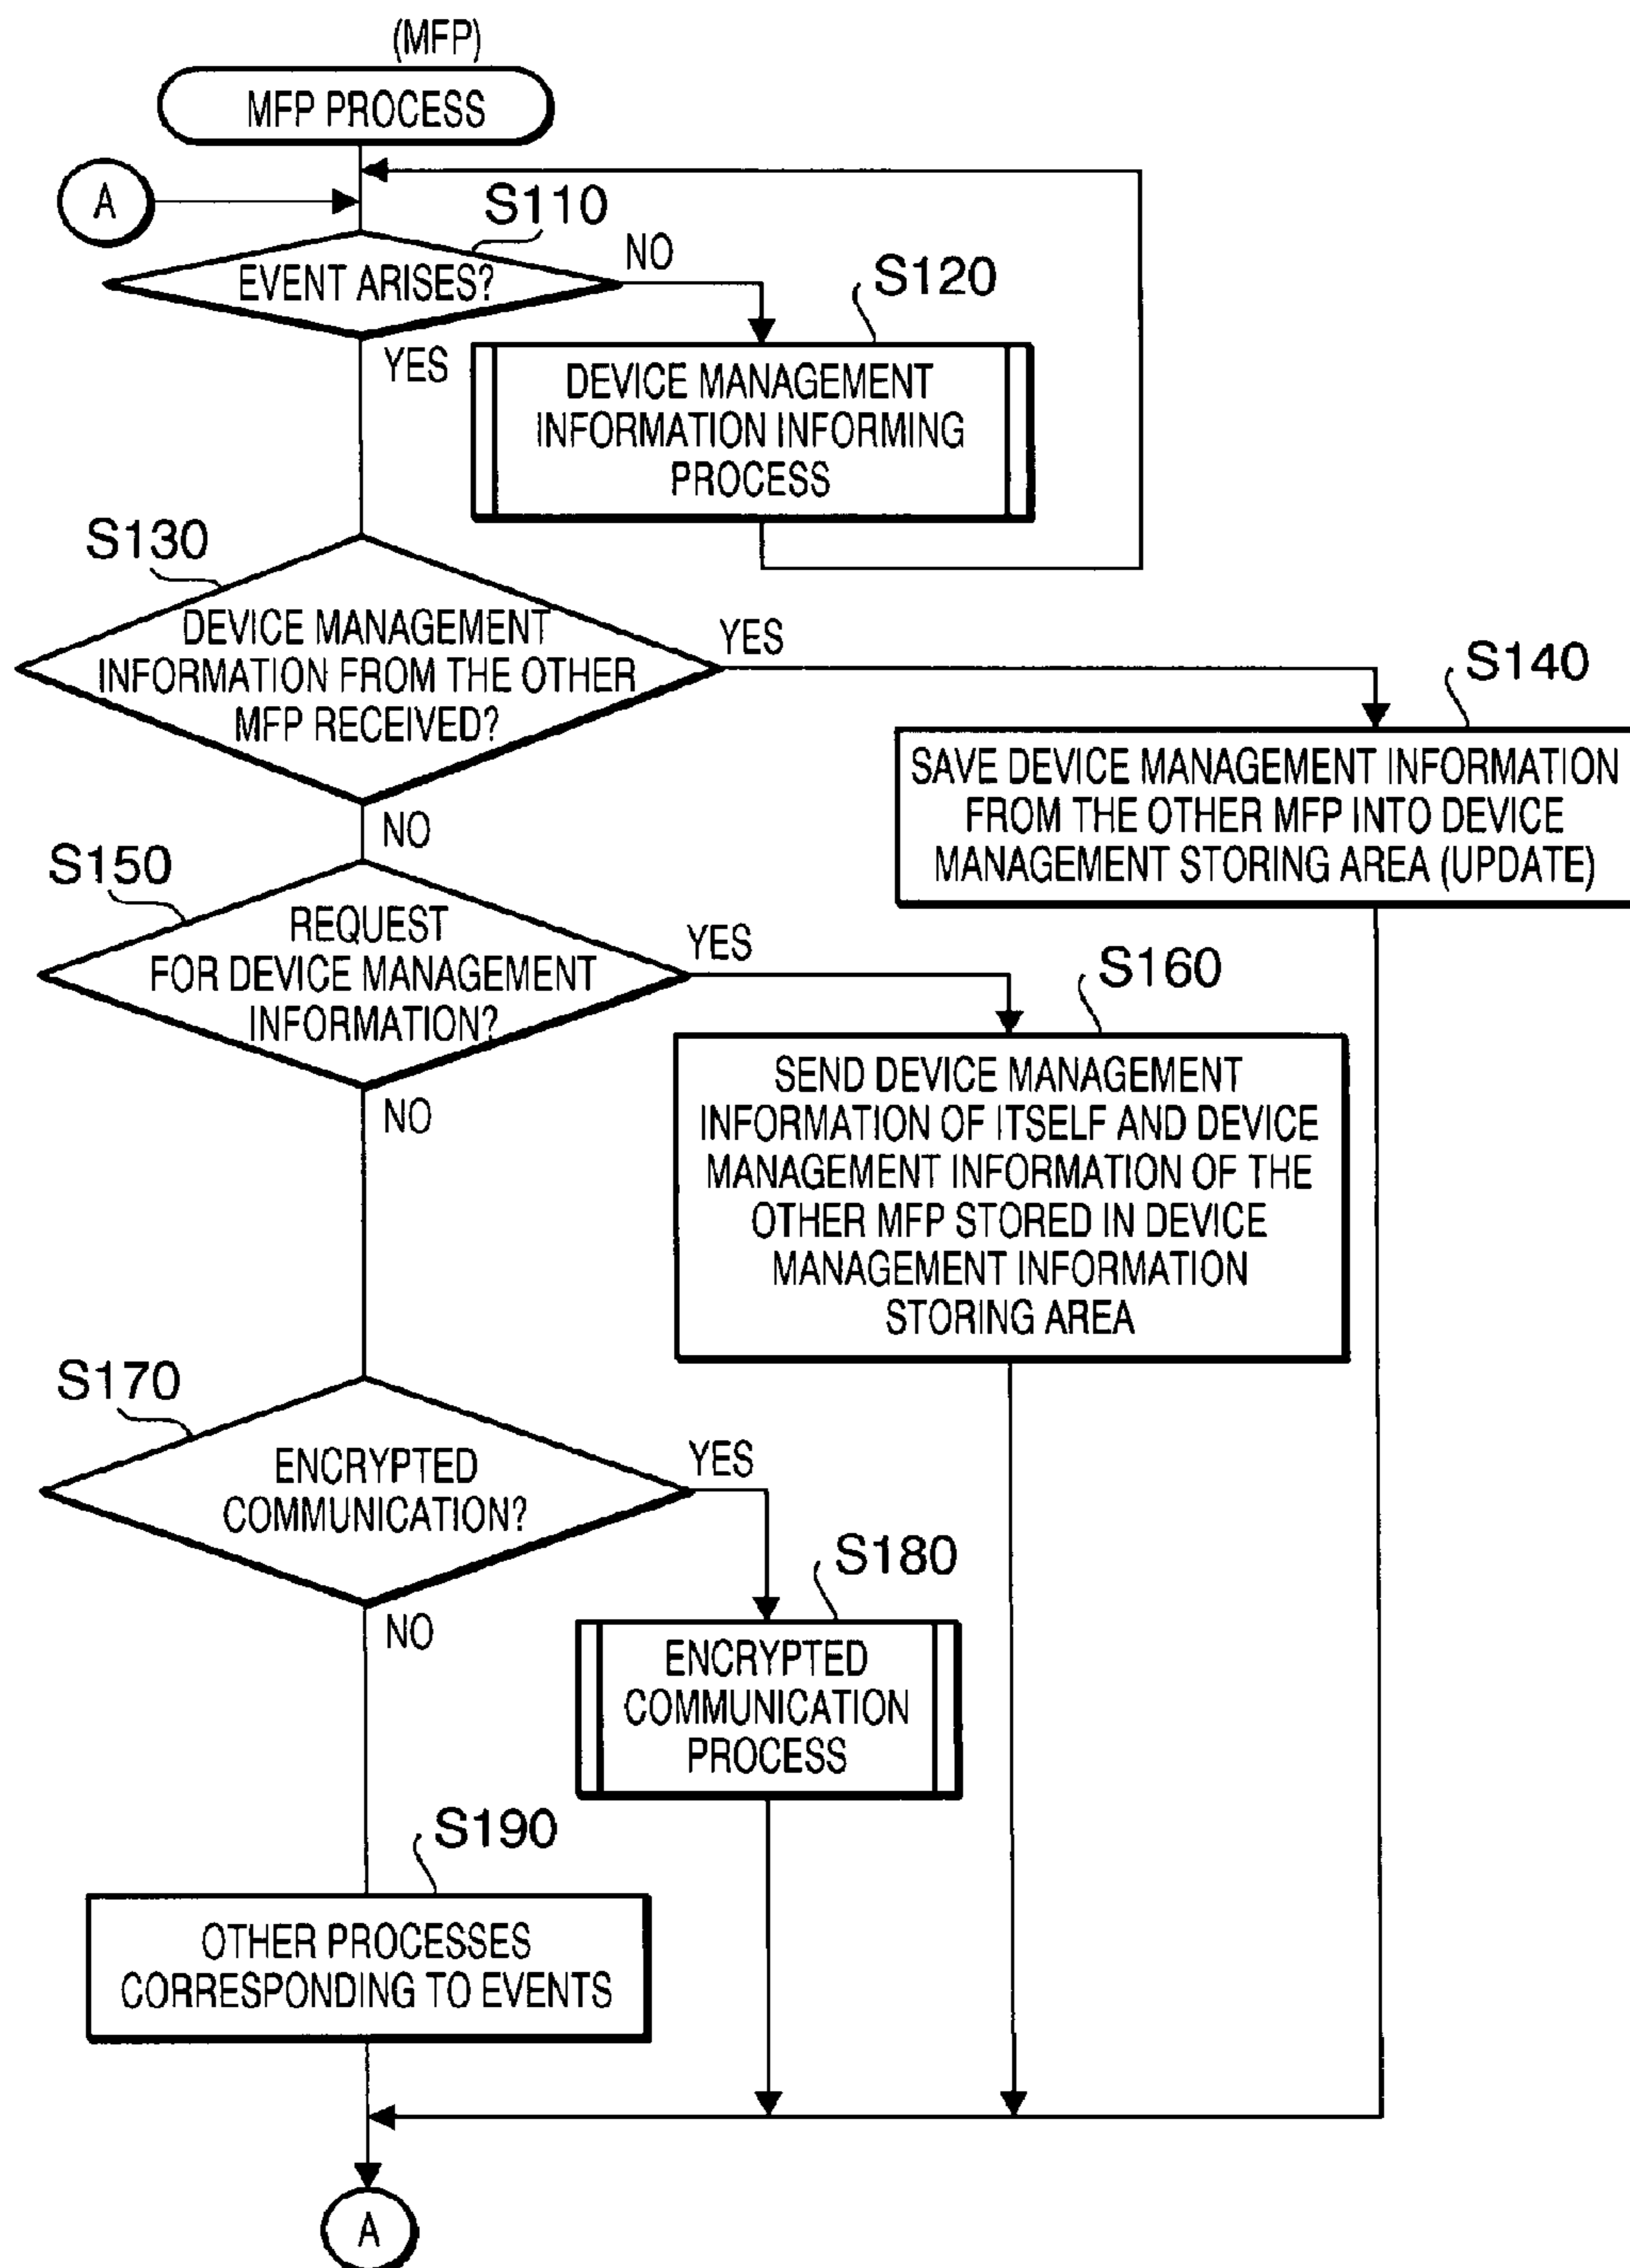 (MFP)
MFP PROCESS
A
S110
EVENT ARISES?
NO
YES
S120
DEVICE MANAGEMENT
INFORMATION INFORMING
PROCESS
S130
DEVICE MANAGEMENT
INFORMATION FROM THE OTHER
MFP RECEIVED?
YES
NO
S140
SAVE DEVICE MANAGEMENT INFORMATION
FROM THE OTHER MFP INTO DEVICE
MANAGEMENT STORING AREA (UPDATE)
S150
REQUEST
FOR DEVICE MANAGEMENT
INFORMATION?
YES
NO
S160
SEND DEVICE MANAGEMENT
INFORMATION OF ITSELF AND DEVICE
MANAGEMENT INFORMATION OF THE
OTHER MFP STORED IN DEVICE
MANAGEMENT INFORMATION
STORING AREA
S170
ENCRYPTED
COMMUNICATION?
YES
NO
S180
ENCRYPTED
COMMUNICATION
PROCESS
S190
OTHER PROCESSES
CORRESPONDING TO EVENTS
A